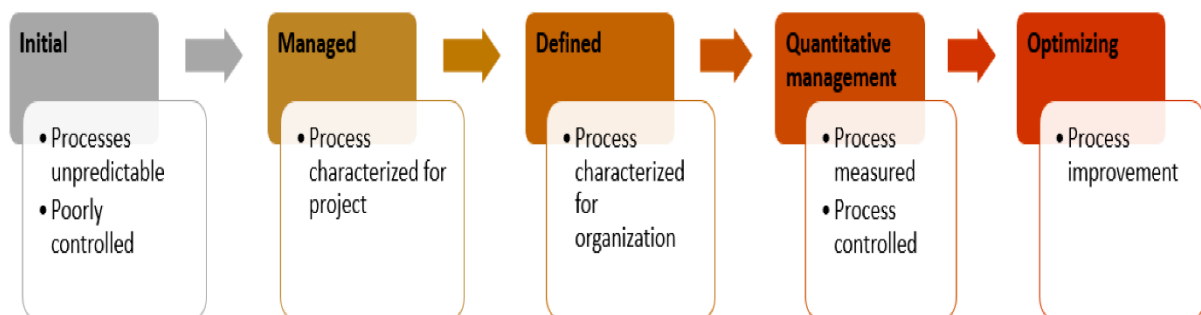 Initial
• Processes
unpredictable
• Poorly
controlled
Managed
• Process
characterized for
project
Defined
• Process
characterized
for
organization
Quantitative
management
• Process
measured
• Process
controlled
Optimizing
• Process
improvement